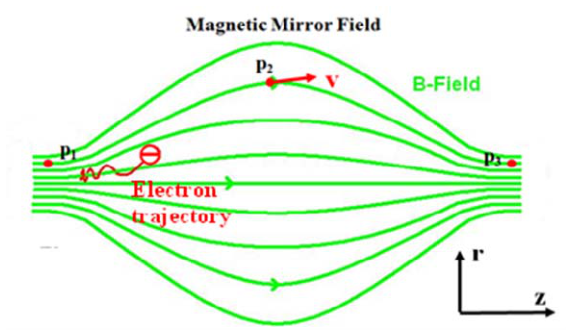 Magnetic Mirror Field
p₂
v
B-Field
p₁
p₃
Electron
trajectory
r
z